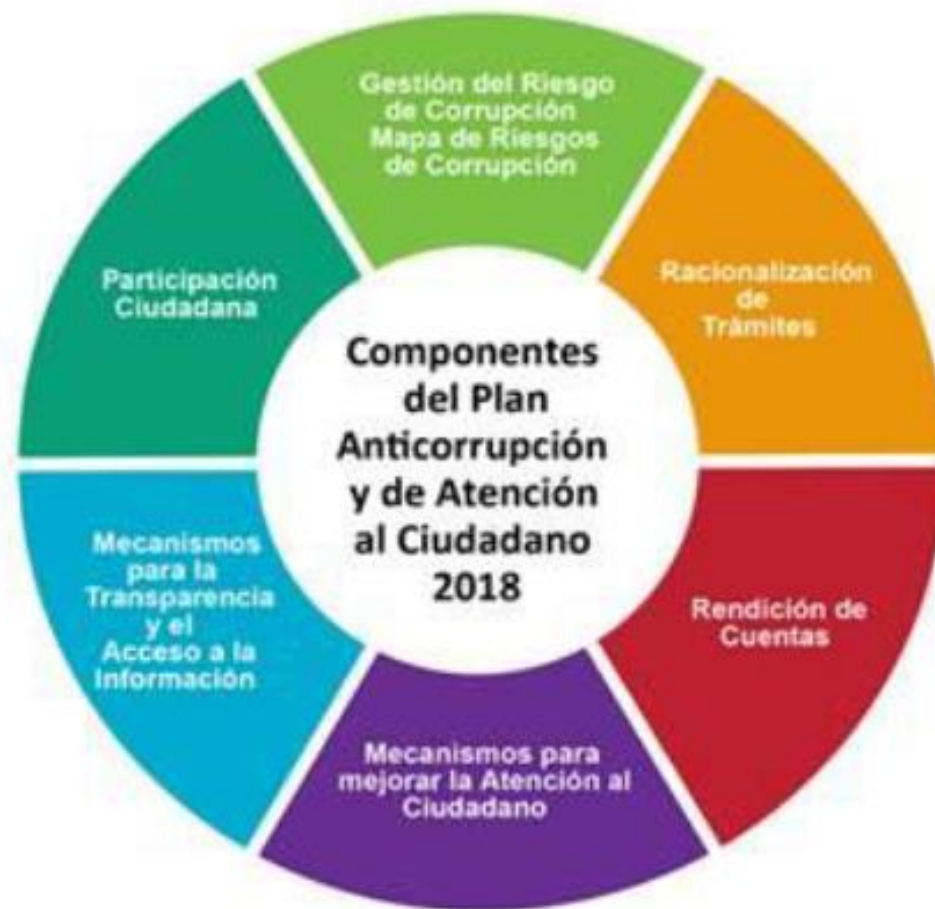 Gestión del Riesgo
de Corrupción
Mapa de Riesgos
de Corrupción
Racionalización
de
Trámites
Rendición de
Cuentas
Mecanismos para
mejorar la Atención al
Ciudadano
Mecanismos
para la
Transparencia
y el
Acceso a la
Información
Participación
Ciudadana
Componentes
del Plan
Anticorrupción
y de Atención
al Ciudadano
2018